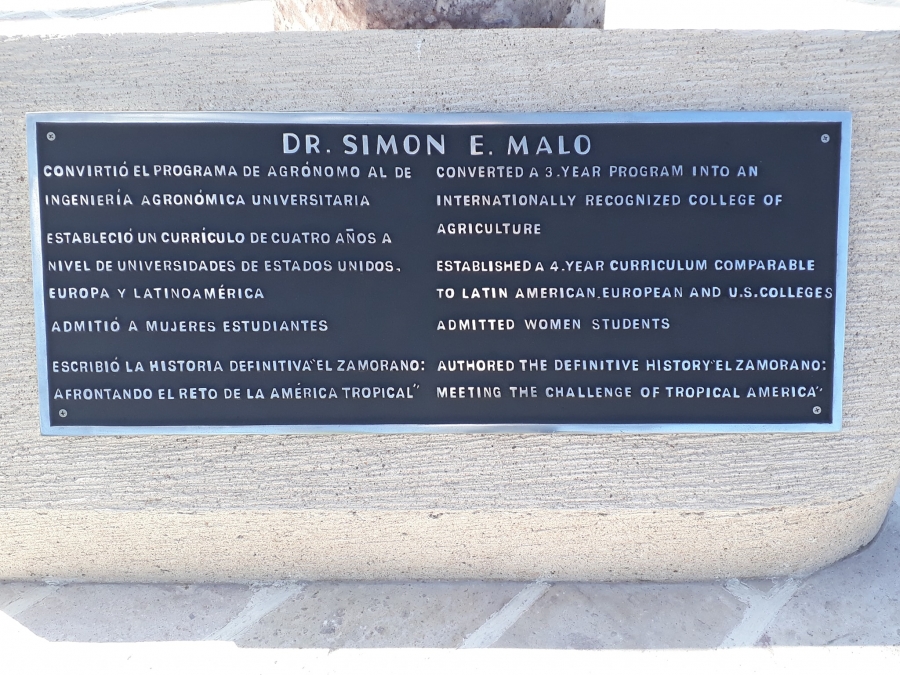 DR. SIMON E. MALO
CONVIRTIÓ EL PROGRAMA DE AGRÓNOMO AL DE
INGENIERÍA AGRONÓMICA UNIVERSITARIA
ESTABLECIÓ UN CURRÍCULO DE CUATRO AÑOS A
NIVEL DE UNIVERSIDADES DE ESTADOS UNIDOS,
EUROPA Y LATINOAMÉRICA
ADMITIÓ A MUJERES ESTUDIANTES
ESCRIBIÓ LA HISTORIA DEFINITIVA "EL ZAMORANO:
AFRONTANDO EL RETO DE LA AMÉRICA TROPICAL"
CONVERTED A 3.YEAR PROGRAM INTO AN
INTERNATIONALLY RECOGNIZED COLLEGE OF
AGRICULTURE
ESTABLISHED A 4.YEAR CURRICULUM COMPARABLE
TO LATIN AMERICAN, EUROPEAN AND U.S. COLLEGES
ADMITTED WOMEN STUDENTS
AUTHORED THE DEFINITIVE HISTORY "EL ZAMORANO:
MEETING THE CHALLENGE OF TROPICAL AMERICA"